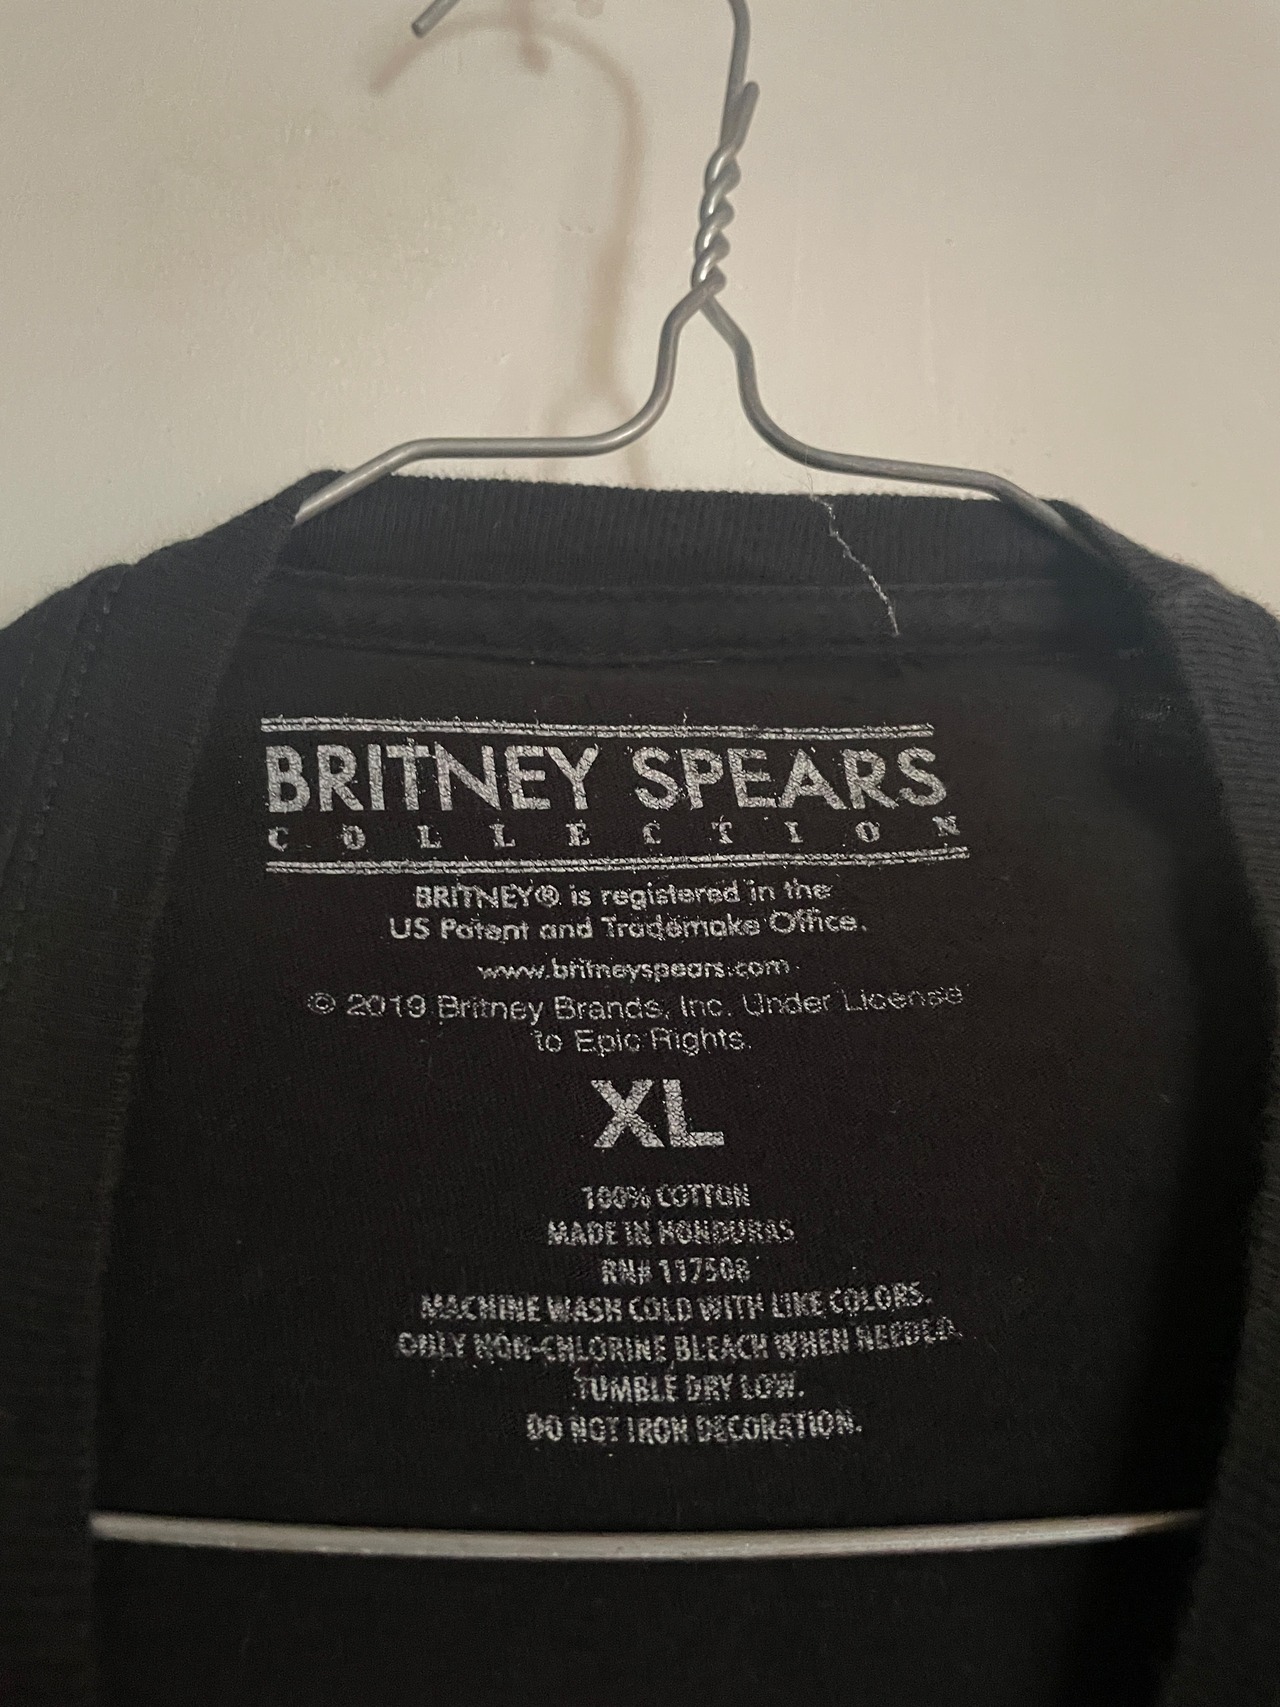 BRITNEY SPEARS
COLLECTION
BRITNEY® is registered in the
US Patent and Trademake Office.
www.britneyspears.com
© 2019 Britney Brands, Inc. Under License
to Epic Rights.
XL
100% COTTON
MADE IN HONDURAS
RN# 117508
MACHINE WASH COLD WITH LIKE COLORS.
ONLY NON-CHLORINE BLEACH WHEN NEEDED.
TUMBLE DRY LOW.
DO NOT IRON DECORATION.